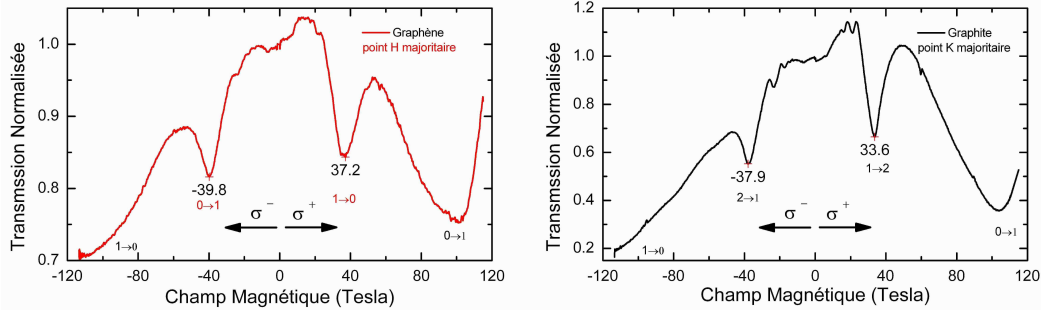 Graphène
point H majoritaire
Transmssion Normalisée
1.0
0.9
0.8
0.7
-39.8
0→1
37.2
1→0
σ⁻ σ⁺
1→0
0→1
-120 -80 -40 0 40 80 120
Champ Magnétique (Tesla)
Graphite
point K majoritaire
Transmission Normalisée
1.2
1.0
0.8
0.6
0.4
0.2
-37.9
2→1
33.6
1→2
σ⁻ σ⁺
1→0
0→1
-120 -80 -40 0 40 80 120
Champ Magnétique (Tesla)